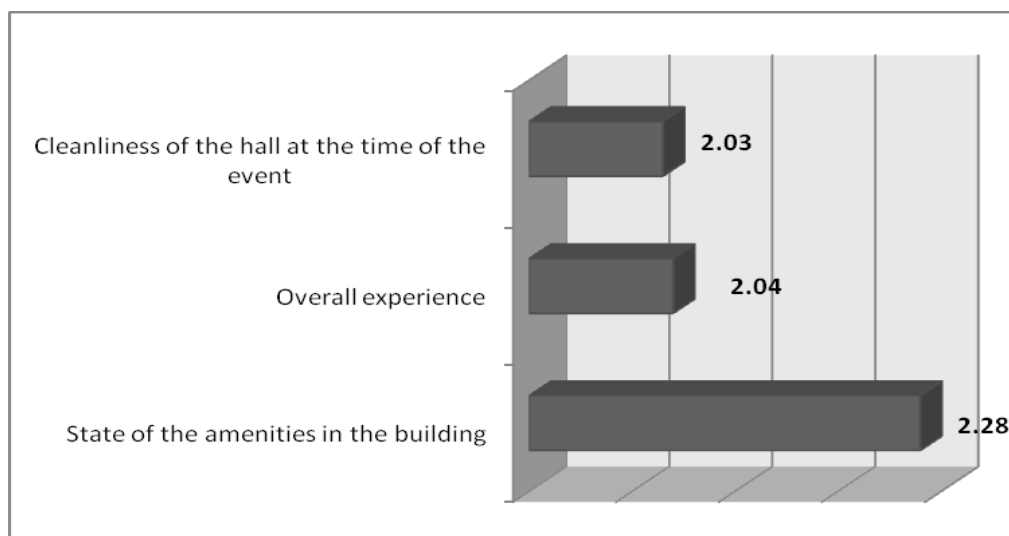 Cleanliness of the hall at the time of the
event
2.03
Overall experience
2.04
State of the amenities in the building
2.28